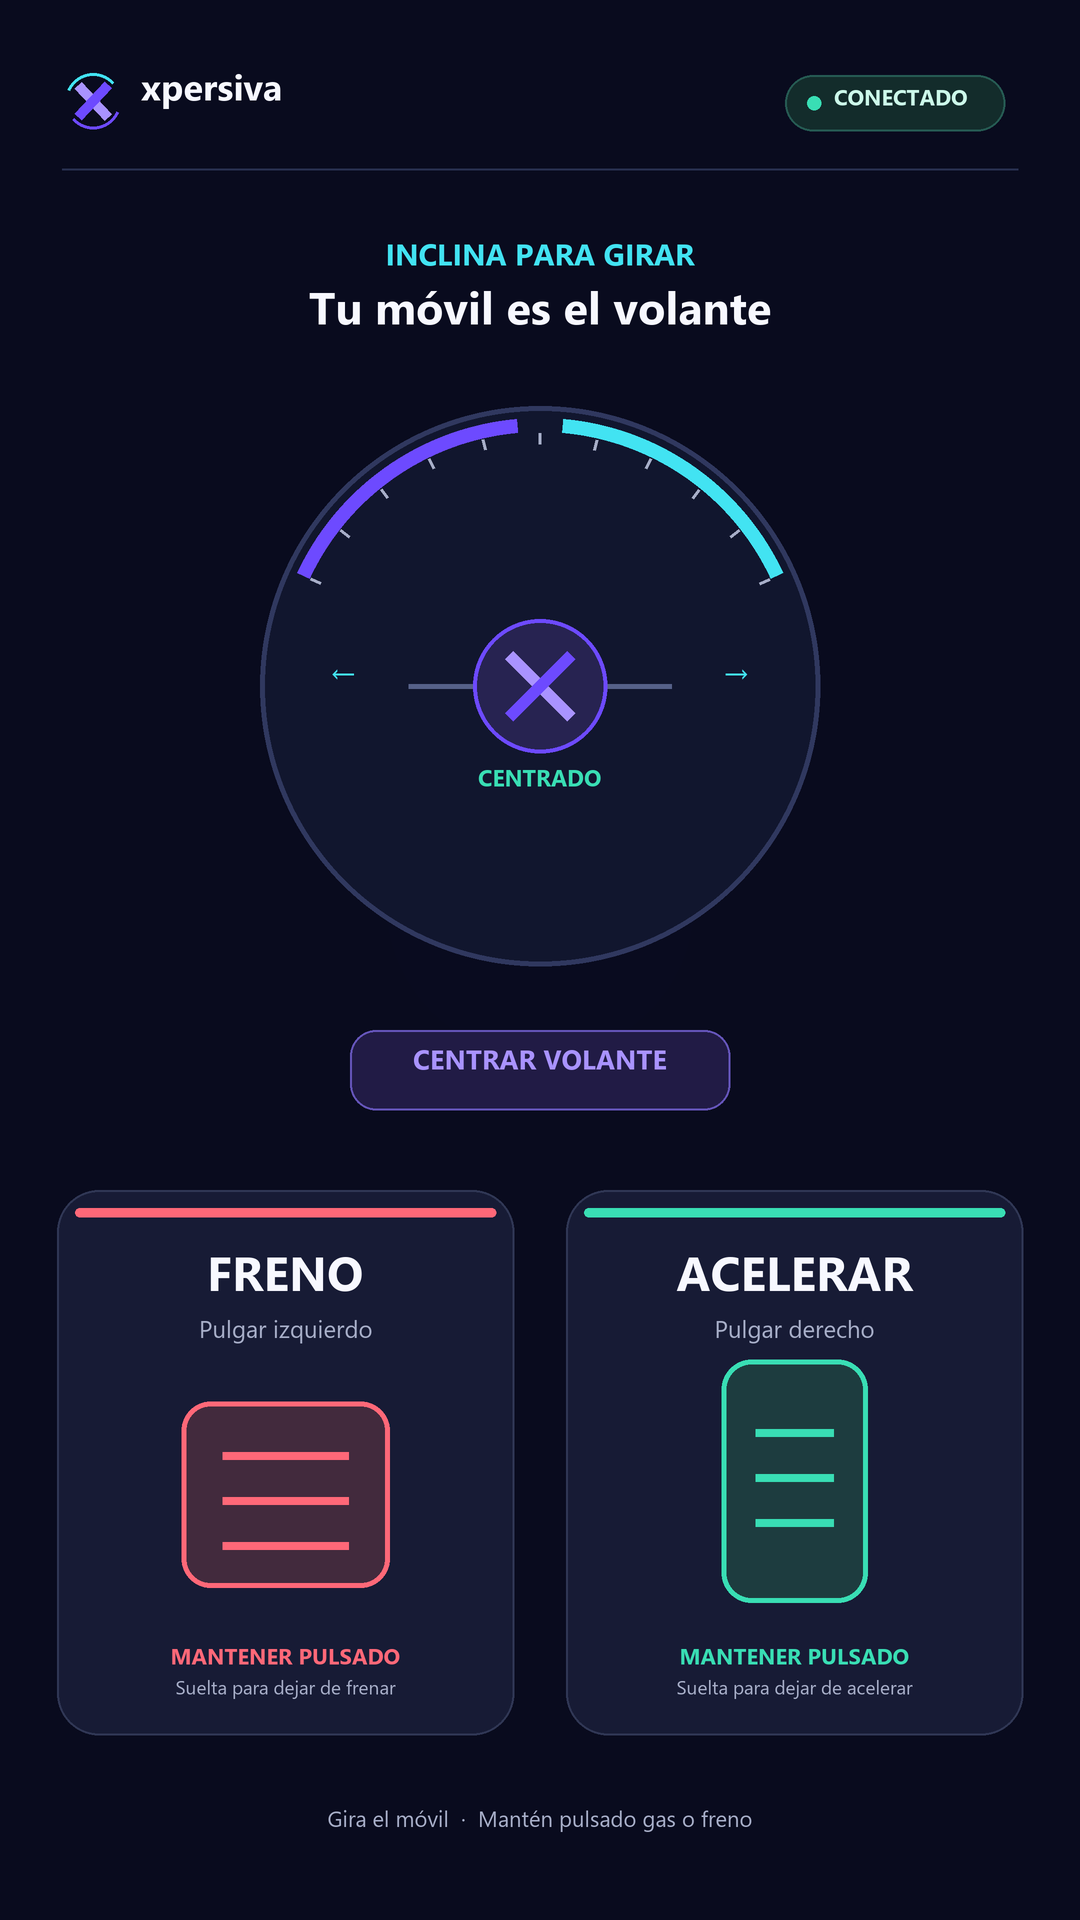 xpersiva
CONECTADO
INCLINA PARA GIRAR
Tu móvil es el volante
← →
CENTRADO
CENTRAR VOLANTE
FRENO
Pulgar izquierdo
MANTENER PULSADO
Suelta para dejar de frenar
ACELERAR
Pulgar derecho
MANTENER PULSADO
Suelta para dejar de acelerar
Gira el móvil · Mantén pulsado gas o freno